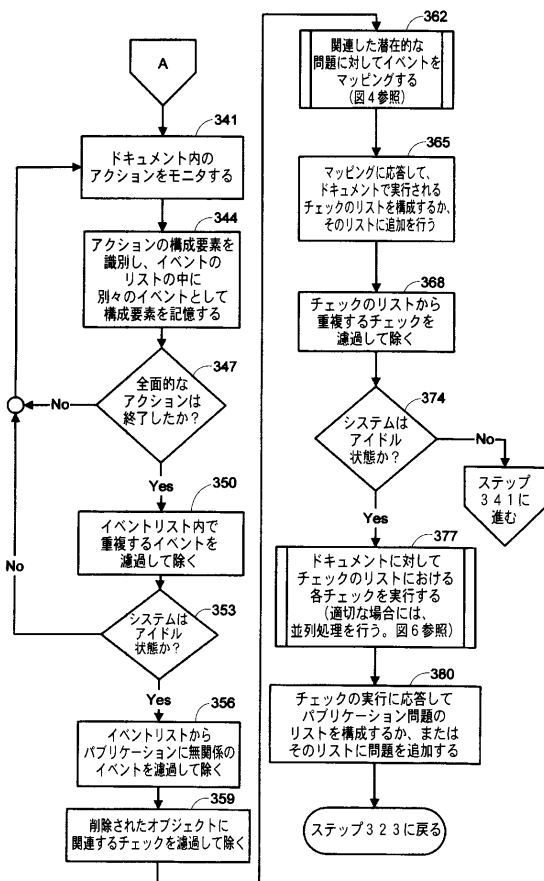 A
341
ドキュメント内の
アクションをモニタする
344
アクションの構成要素を
識別し、イベントの
リストの中に
別々のイベントとして
構成要素を記憶する
347
全面的な
アクションは
終了したか?
No
Yes
350
イベントリスト内で
重複するイベントを
濾過して除く
No
353
システムは
アイドル
状態か?
Yes
356
イベントリストから
パブリケーションに無関係の
イベントを濾過して除く
359
削除されたオブジェクトに
関連するチェックを濾過して除く
362
関連した潜在的な
問題に対してイベントを
マッピングする
(図4参照)
365
マッピングに応答して、
ドキュメントで実行される
チェックのリストを構成するか、
そのリストに追加を行う
368
チェックのリストから
重複するチェックを
濾過して除く
374
システムは
アイドル
状態か?
No
ステップ
341に
進む
Yes
377
ドキュメントに対して
チェックのリストにおける
各チェックを実行する
(適切な場合には、
並列処理を行う。図6参照)
380
チェックの実行に応答して
パブリケーション問題の
リストを構成するか、または
そのリストに問題を追加する
ステップ323に戻る